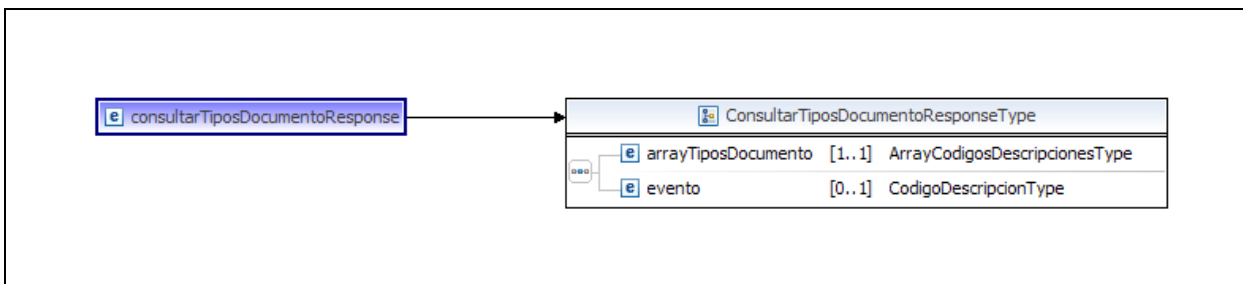 e consultarTiposDocumentoResponse
ConsultarTiposDocumentoResponseType
e arrayTiposDocumento [1..1] ArrayCodigosDescripcionesType
e evento [0..1] CodigoDescripcionType